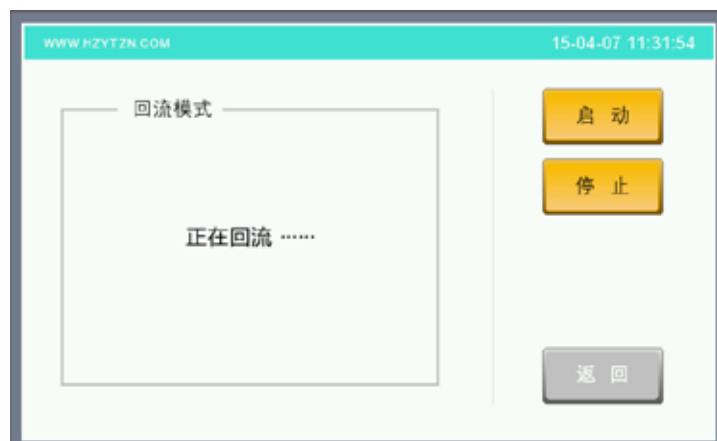 WWW.HZYTZN.COM 15-04-07 11:31:54
回流模式
正在回流 ……
启 动
停 止
返 回